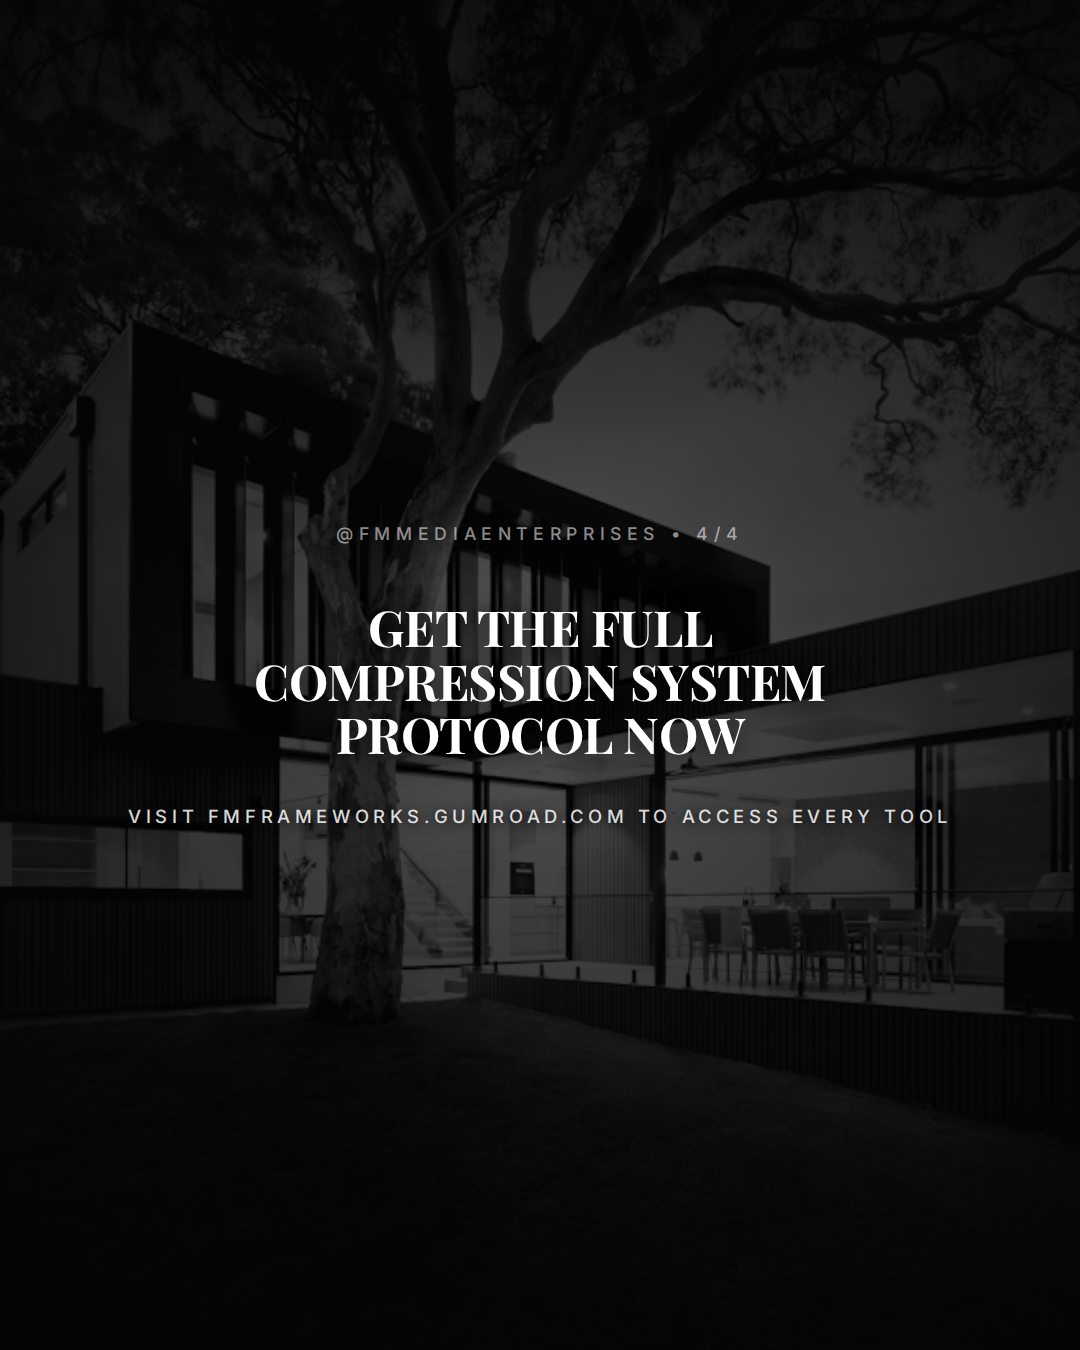 @FMMEDIAENTERPRISES • 4/4
GET THE FULL
COMPRESSION SYSTEM
PROTOCOL NOW
VISIT FMFRAMEWORKS.GUMROAD.COM TO ACCESS EVERY TOOL